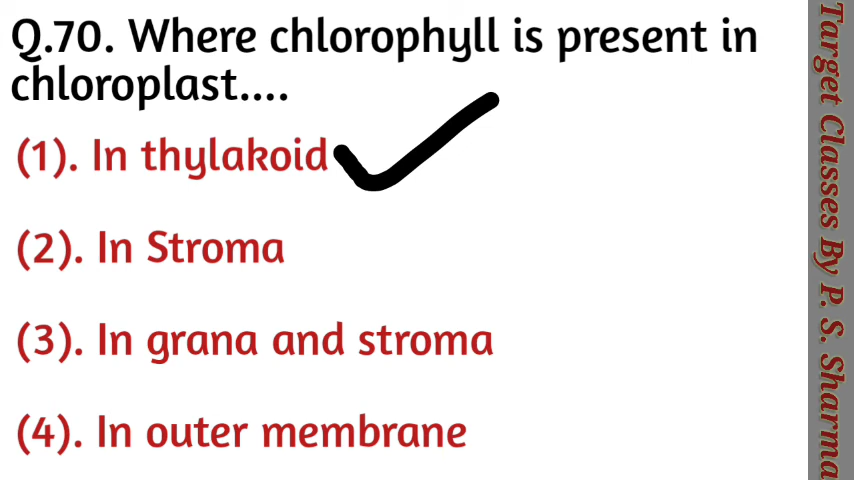 Q.70. Where chlorophyll is present in
chloroplast....
(1). In thylakoid
(2). In Stroma
(3). In grana and stroma
(4). In outer membrane
Target Classes By P. S. Sharma